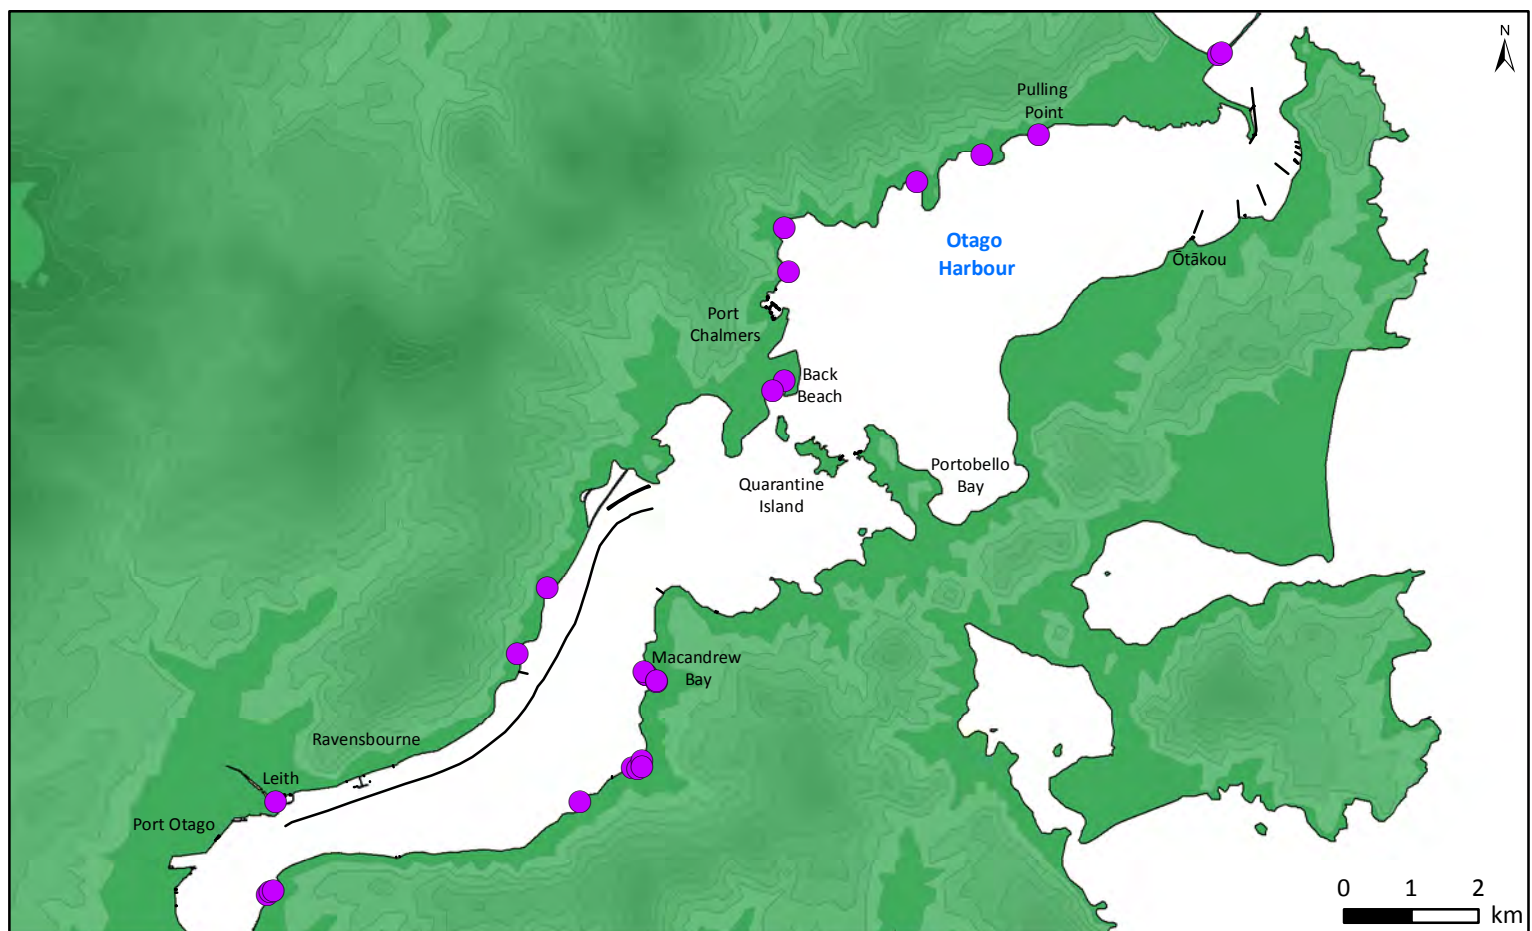 N
Pulling
Point
Otago
Harbour
Ōtākou
Port
Chalmers
Back
Beach
Portobello
Bay
Quarantine
Island
Macandrew
Bay
Ravensbourne
Leith
Port Otago
0 1 2
km